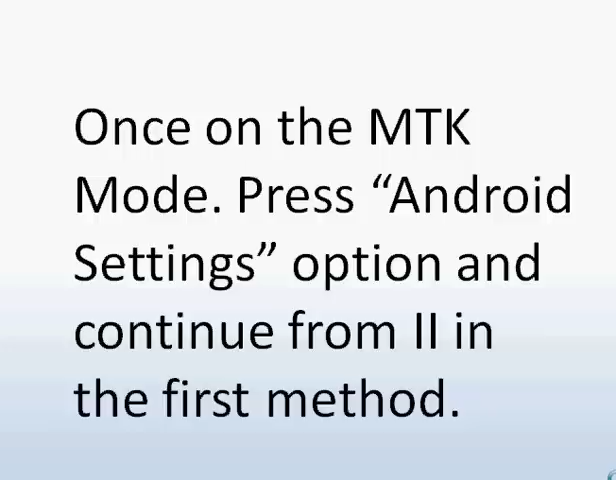 Once on the MTK
Mode. Press “Android
Settings” option and
continue from II in
the first method.